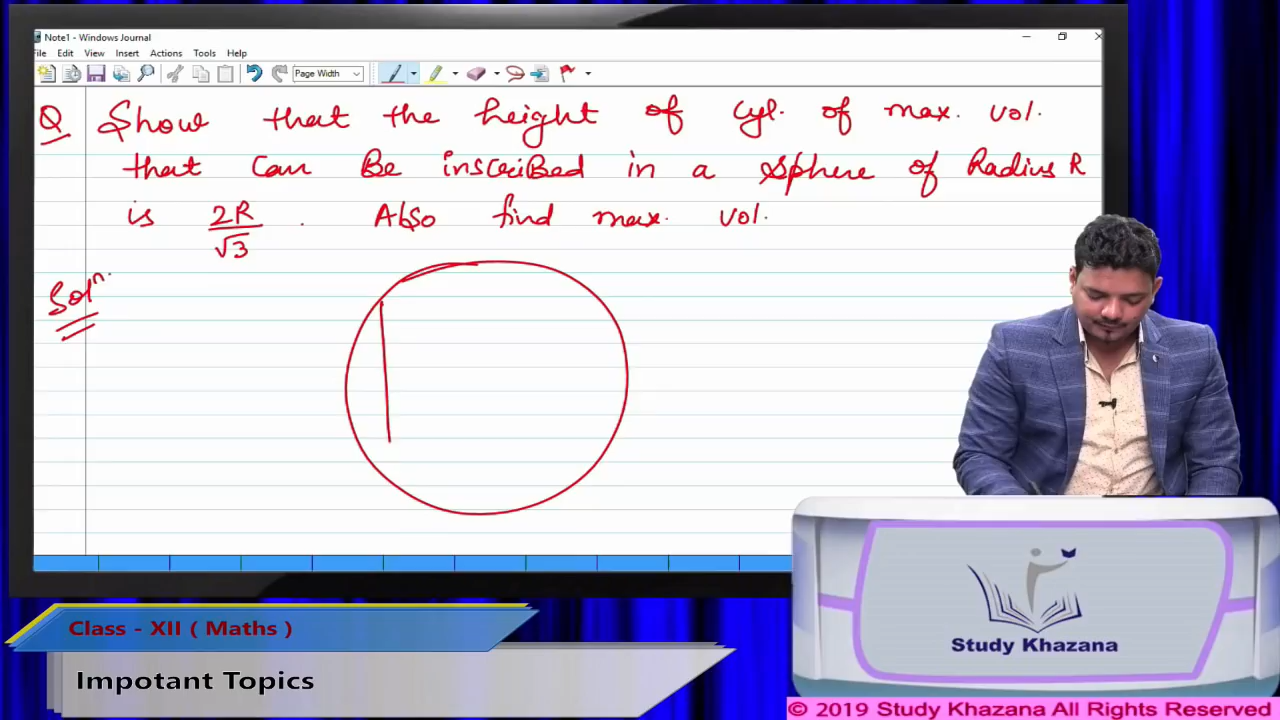 Note1 - Windows Journal
File Edit View Insert Actions Tools Help
Page Width
Q Show that the height of cyl. of max. vol.
that can Be inscribed in a sphere of Radius R
is 2R/√3 . Also find max. vol.
Solⁿ.
Class - XII ( Maths )
Impotant Topics
Study Khazana
© 2019 Study Khazana All Rights Reserved